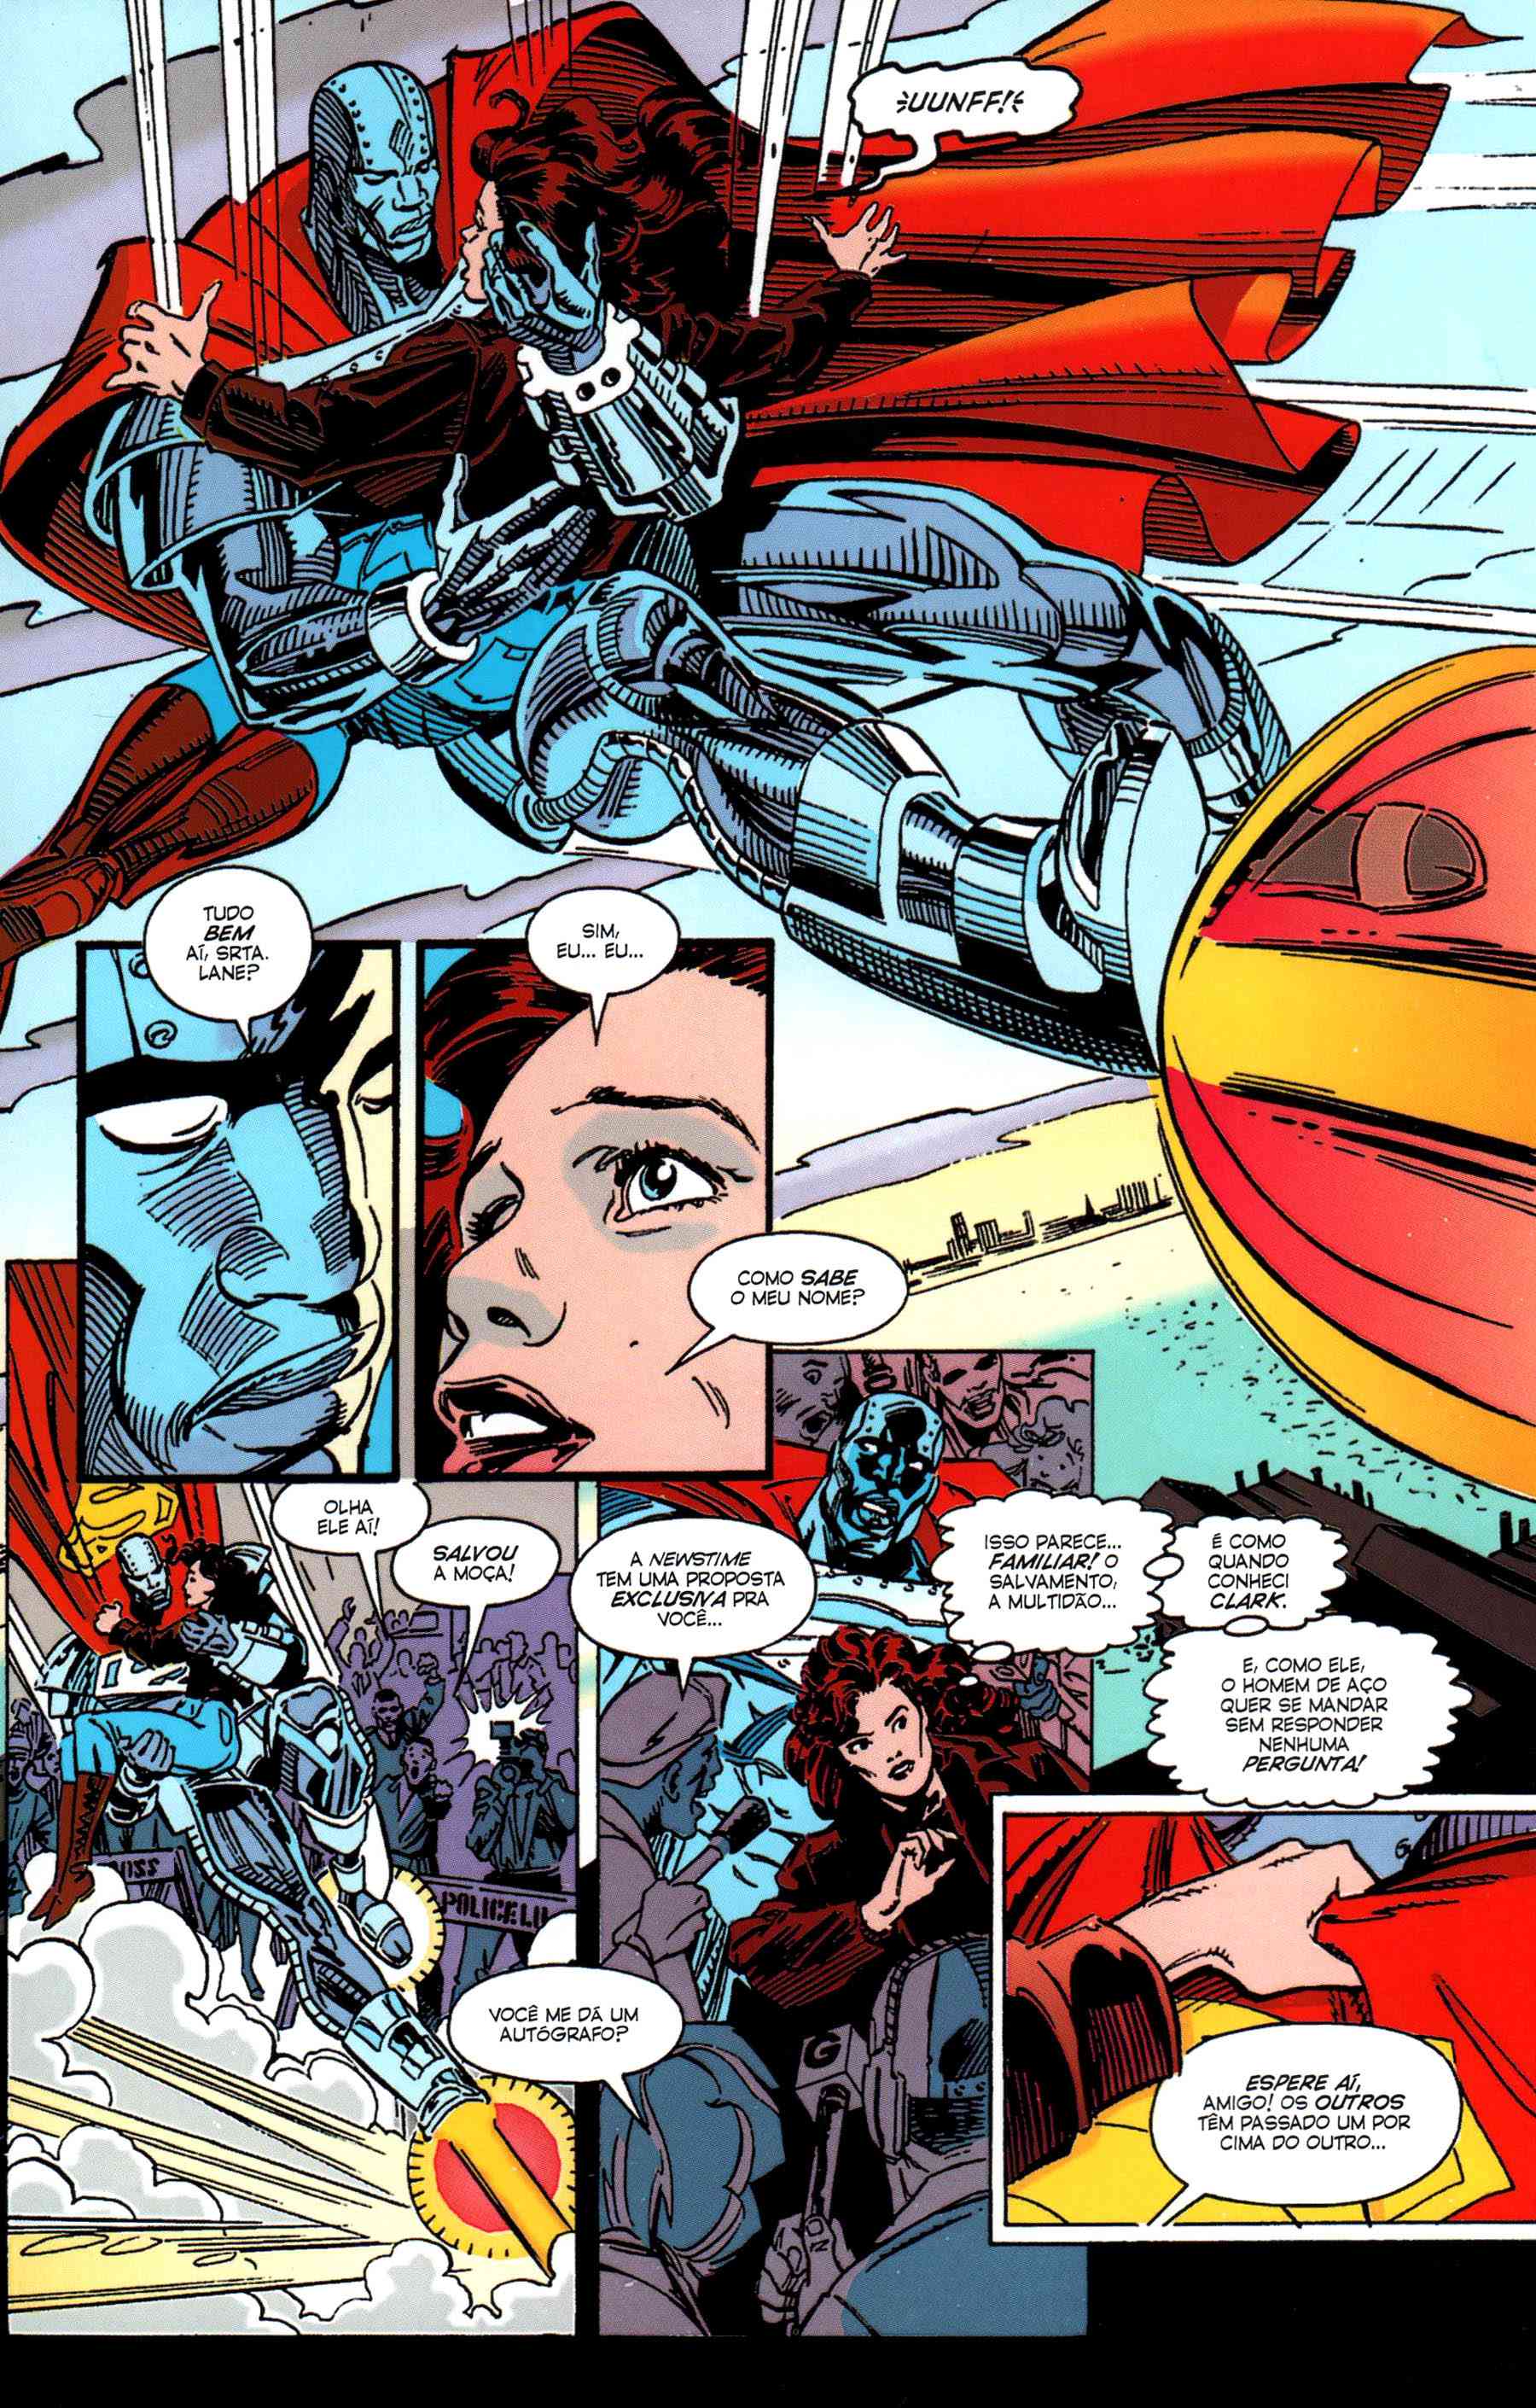 UUNFF!
TUDO
BEM
AÍ, SRTA.
LANE?
SIM,
EU... EU...
COMO SABE
O MEU NOME?
OLHA
ELE AÍ!
SALVOU
A MOÇA!
POLICE LI
A NEWSTIME
TEM UMA PROPOSTA
EXCLUSIVA PRA
VOCÊ...
ISSO PARECE...
FAMILIAR! O
SALVAMENTO,
A MULTIDÃO...
É COMO
QUANDO
CONHECI
CLARK.
E, COMO ELE,
O HOMEM DE AÇO
QUER SE MANDAR
SEM RESPONDER
NENHUMA
PERGUNTA!
VOCÊ ME DÁ UM
AUTÓGRAFO?
G
ESPERE AÍ,
AMIGO! OS OUTROS
TÊM PASSADO UM POR
CIMA DO OUTRO...